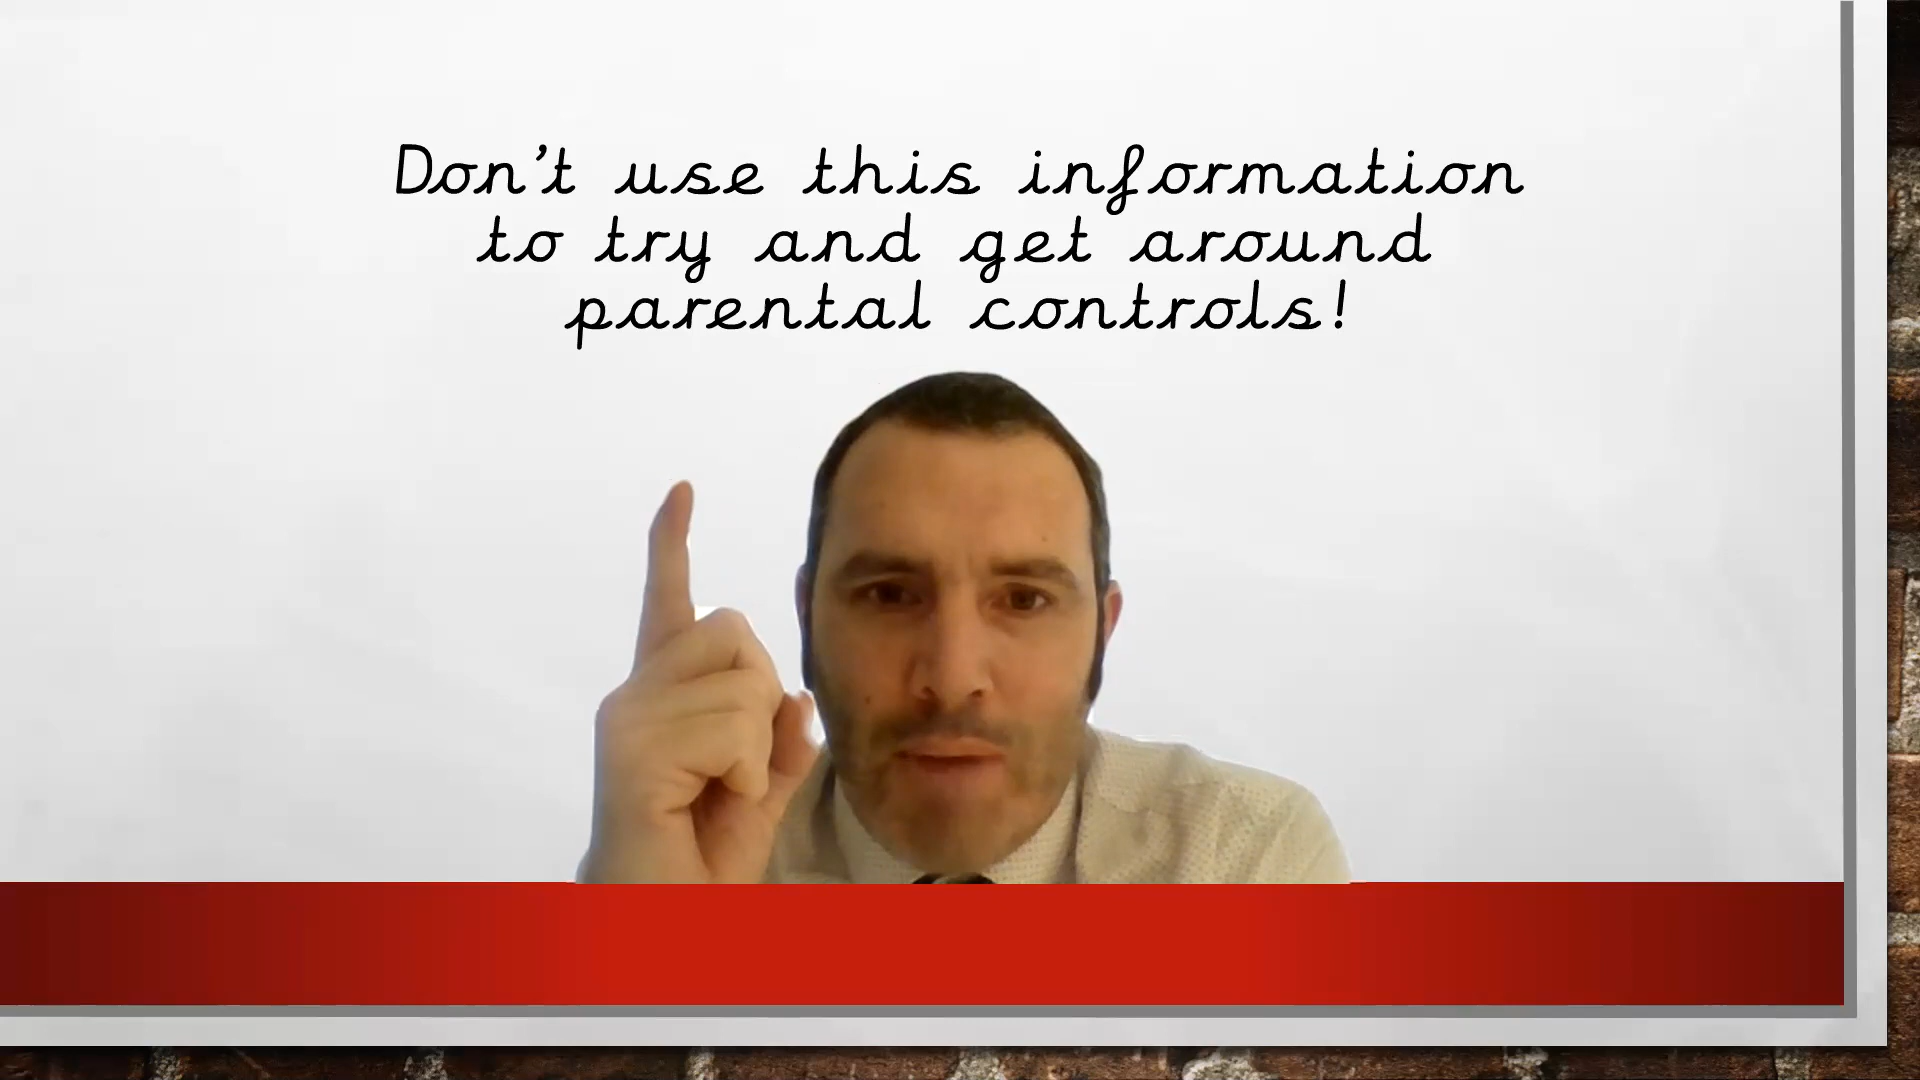 Don't use this information
to try and get around
parental controls!